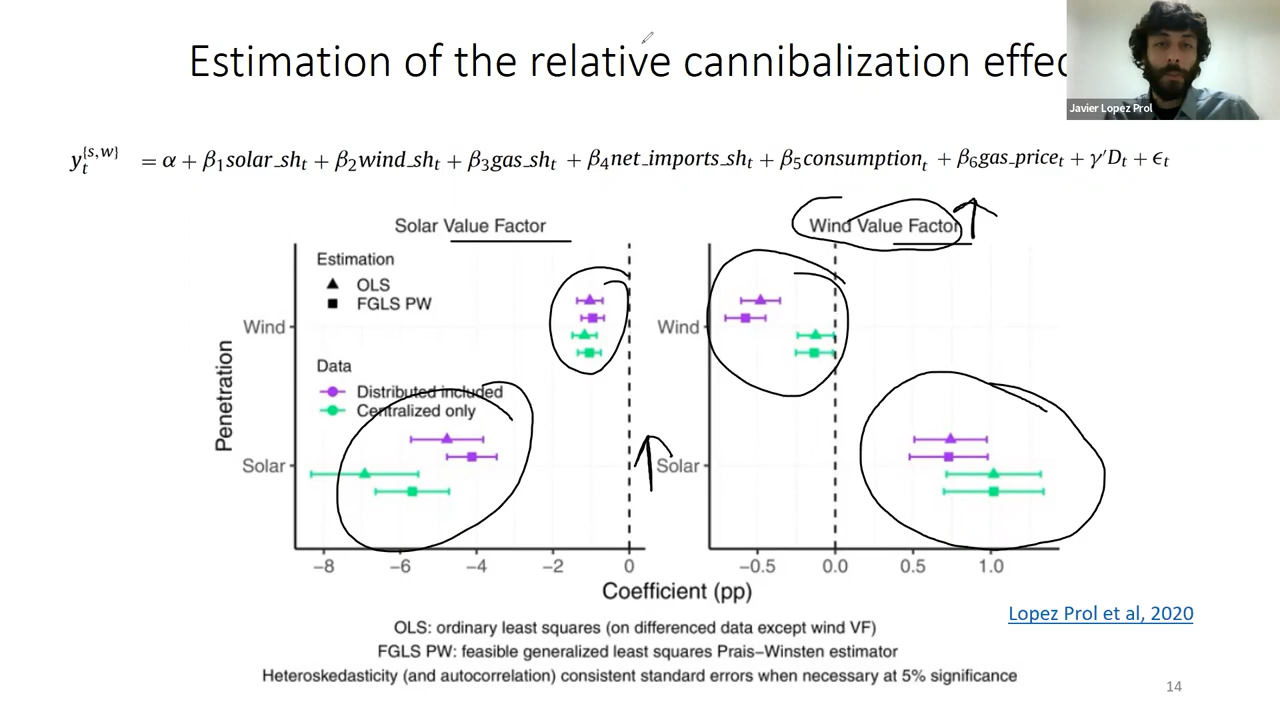 Estimation of the relative cannibalization effec
Javier Lopez Prol
y_t^{s,w} = α + β₁solar_sh_t + β₂wind_sh_t + β₃gas_sh_t + β₄net_imports_sh_t + β₅consumption_t + β₆gas_price_t + γ′D_t + ϵ_t
Solar Value Factor
Wind Value Factor
Estimation
OLS
FGLS PW
Data
Distributed included
Centralized only
Penetration
Wind
Solar
Wind
Solar
−8 −6 −4 −2 0
−0.5 0.0 0.5 1.0
Coefficient (pp)
Lopez Prol et al, 2020
OLS: ordinary least squares (on differenced data except wind VF)
FGLS PW: feasible generalized least squares Prais−Winsten estimator
Heteroskedasticity (and autocorrelation) consistent standard errors when necessary at 5% significance
14